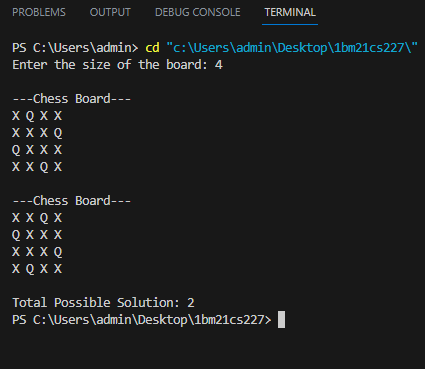 PROBLEMS OUTPUT DEBUG CONSOLE TERMINAL
PS C:\Users\admin> cd "c:\Users\admin\Desktop\1bm21cs227\"
Enter the size of the board: 4
---Chess Board---
X Q X X
X X X Q
Q X X X
X X Q X
---Chess Board---
X X Q X
Q X X X
X X X Q
X Q X X
Total Possible Solution: 2
PS C:\Users\admin\Desktop\1bm21cs227>